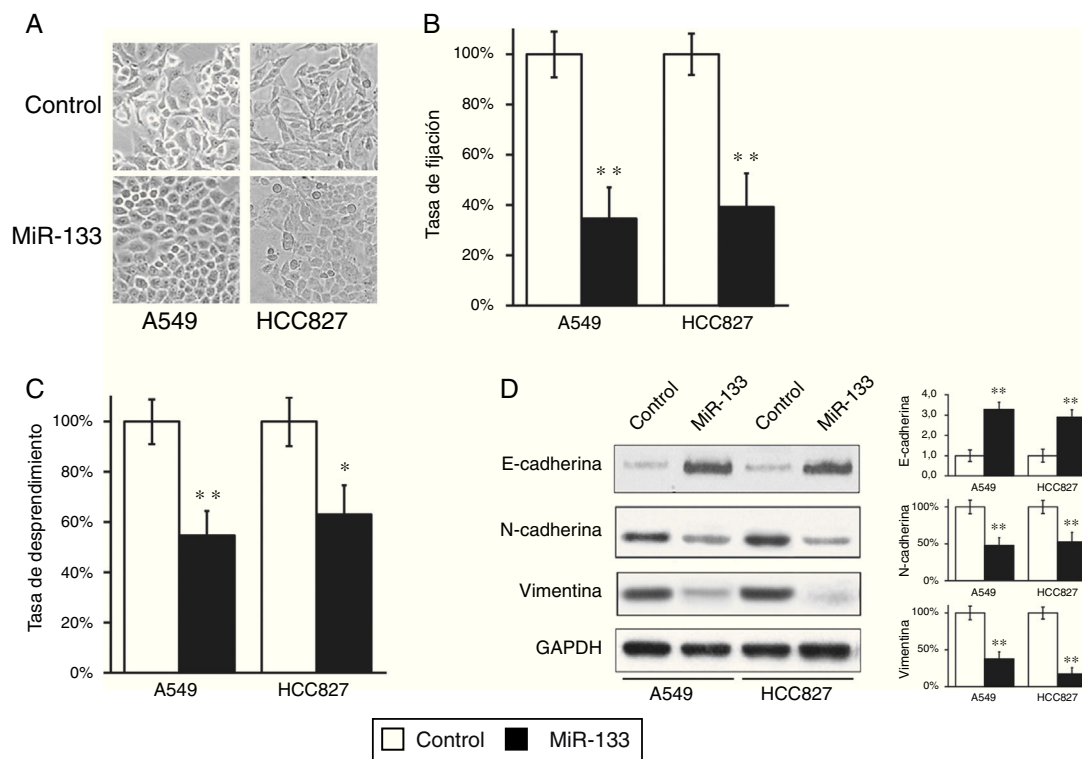 A
Control
MiR-133
A549 HCC827
B
Tasa de fijación
100%
80%
60%
40%
20%
0%
** **
A549 HCC827
C
Tasa de desprendimiento
100%
80%
60%
40%
20%
0%
** *
A549 HCC827
D
Control MiR-133 Control MiR-133
E-cadherina
N-cadherina
Vimentina
GAPDH
A549 HCC827
E-cadherina
4,0
3,0
2,0
1,0
0,0
** **
A549 HCC827
N-cadherina
100%
50%
0%
** **
A549 HCC827
Vimentina
100%
50%
0%
** **
A549 HCC827
Control MiR-133